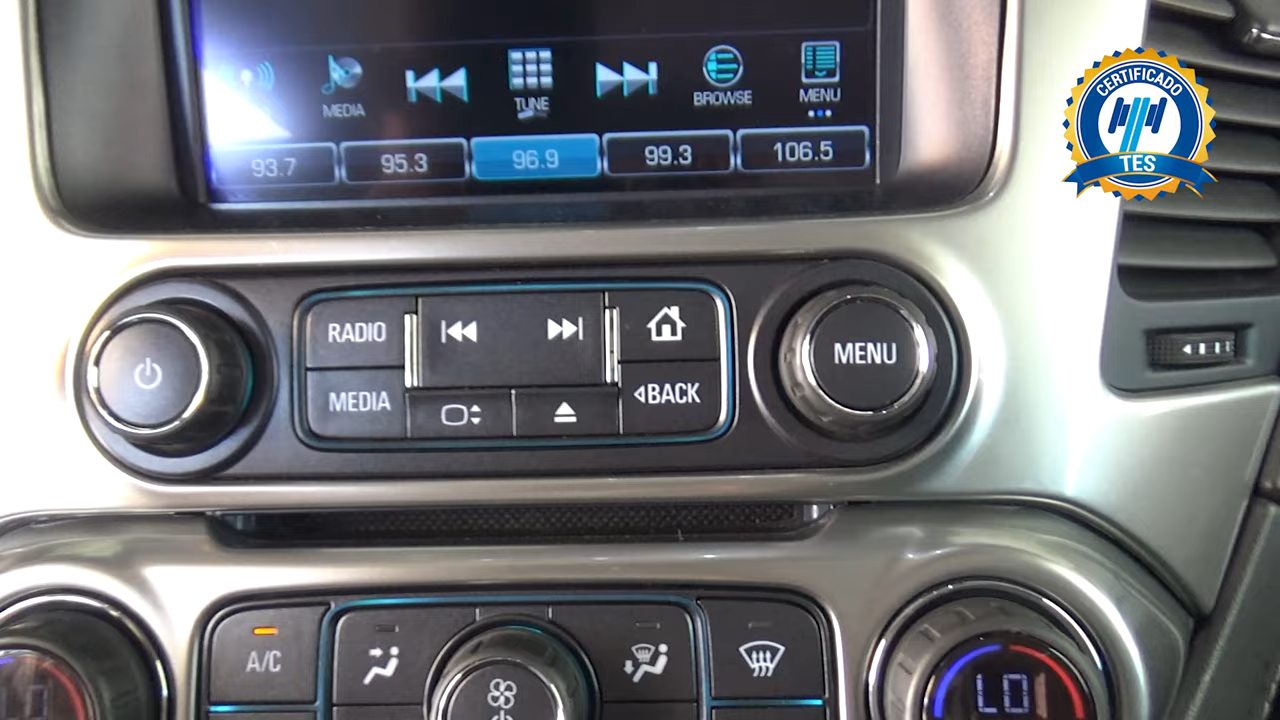 MEDIA
TUNE
BROWSE
MENU
93.7
95.3
96.9
99.3
106.5
CERTIFICADO
TES
RADIO
MEDIA
BACK
MENU
A/C
LO